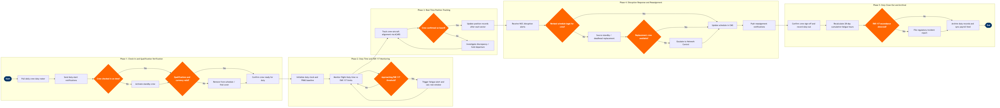 Phase 1: Check-In and Qualification Verification
Start
Pull daily crew duty roster
Send duty-start
notifications
Crew checked in on time?
Yes
No
Activate standby crew
Qualifications and
currency valid?
Yes
No
Remove from schedule /
find cover
Confirm crew ready for
duty
Phase 2: Duty Time and FAR 117 Monitoring
Initialize duty clock and
FRMS baseline
Monitor flight/duty time vs
FAR 117 limits
Approaching FAR 117
threshold?
Yes
No
Trigger fatigue alert and
calc rest window
Phase 3: Real-Time Position Tracking
Track crew-aircraft
alignment via ACARS
Crew confirmed on board?
Yes
No
Update position records
after each sector
Investigate discrepancy /
hold departure
Phase 4: Disruption Response and Reassignment
Receive NOC disruption
alerts
Revised schedule legal for
crew?
Yes
No
Source standby /
deadhead replacement
Replacement crew
available?
Yes
No
Escalate to Network
Control
Update schedule in CMS
Push reassignment
notifications
Phase 5: Duty Close-Out and Archival
Confirm crew sign-off and
record duty-out
Recalculate 28-day
cumulative fatigue hours
FAR 117 exceedance
detected?
No
Yes
File regulatory incident
report
Archive duty records and
sync payroll feed
End